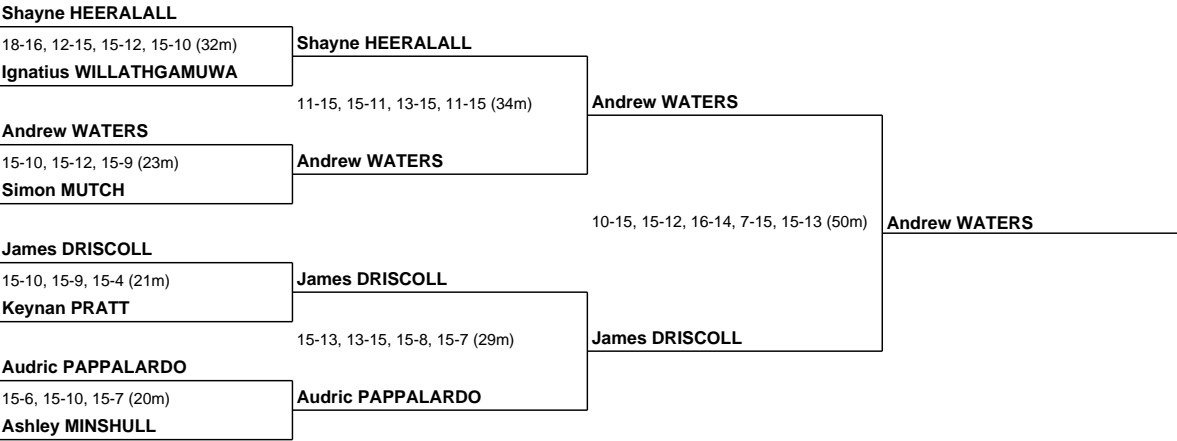 Shayne HEERALALL
18-16, 12-15, 15-12, 15-10 (32m)
Ignatius WILLATHGAMUWA
Andrew WATERS
15-10, 15-12, 15-9 (23m)
Simon MUTCH
James DRISCOLL
15-10, 15-9, 15-4 (21m)
Keynan PRATT
Audric PAPPALARDO
15-6, 15-10, 15-7 (20m)
Ashley MINSHULL
Shayne HEERALALL
11-15, 15-11, 13-15, 11-15 (34m)
Andrew WATERS
James DRISCOLL
15-13, 13-15, 15-8, 15-7 (29m)
Audric PAPPALARDO
Andrew WATERS
10-15, 15-12, 16-14, 7-15, 15-13 (50m)
James DRISCOLL
Andrew WATERS